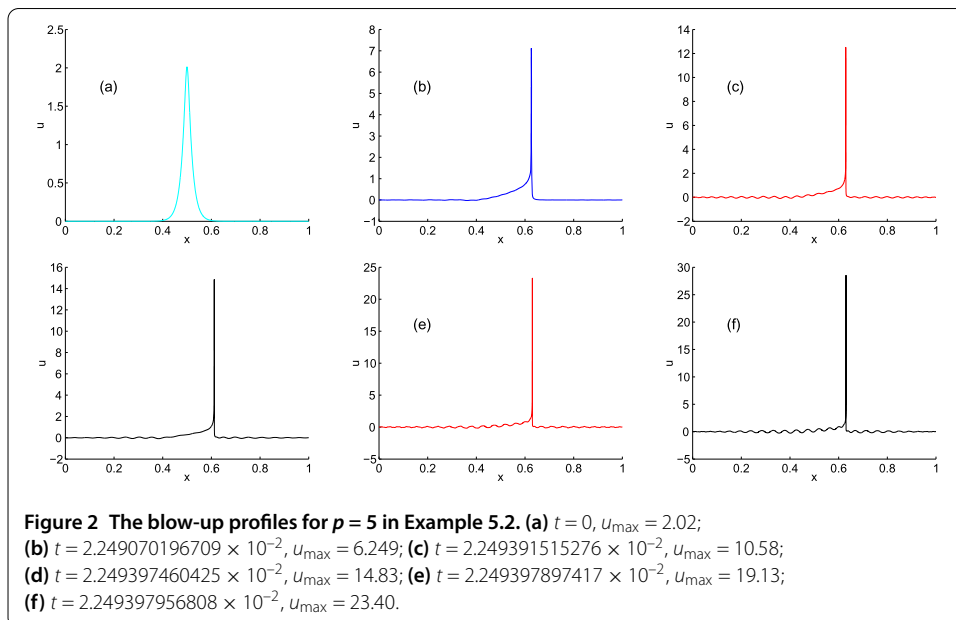 2.5
2
(a)
1.5
u
1
0.5
0
0 0.2 0.4 0.6 0.8 1
x
8
7
6
(b)
5
4
u
3
2
1
0
−1
0 0.2 0.4 0.6 0.8 1
x
14
12
10
(c)
8
u
6
4
2
0
−2
0 0.2 0.4 0.6 0.8 1
x
16
14
12
10
8
u
6
4
2
0
−2
0 0.2 0.4 0.6 0.8 1
x
25
20
(e)
15
u
10
5
0
−5
0 0.2 0.4 0.6 0.8 1
x
30
25
(f)
20
15
u
10
5
0
−5
0 0.2 0.4 0.6 0.8 1
x
Figure 2 The blow-up profiles for p = 5 in Example 5.2. (a) t = 0, umax = 2.02;
(b) t = 2.249070196709 × 10−2, umax = 6.249; (c) t = 2.249391515276 × 10−2, umax = 10.58;
(d) t = 2.249397460425 × 10−2, umax = 14.83; (e) t = 2.249397897417 × 10−2, umax = 19.13;
(f) t = 2.249397956808 × 10−2, umax = 23.40.